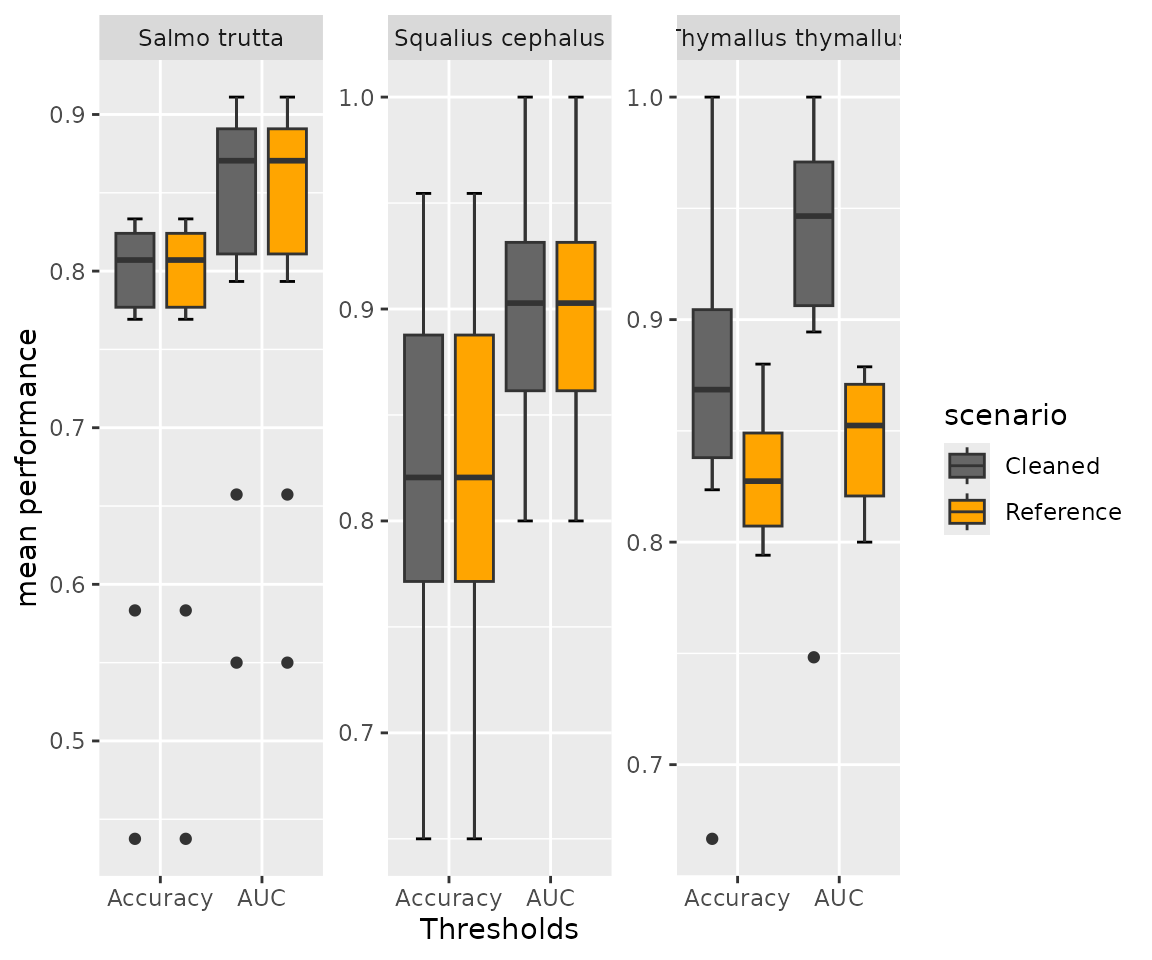 Salmo trutta
Squalius cephalus
Thymallus thymallus
mean performance
0.9
0.8
0.7
0.6
0.5
1.0
0.9
0.8
0.7
1.0
0.9
0.8
0.7
Accuracy AUC
Accuracy AUC
Accuracy AUC
Thresholds
scenario
Cleaned
Reference